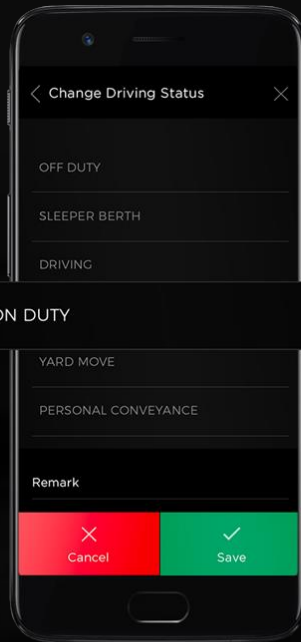 Change Driving Status
OFF DUTY
SLEEPER BERTH
DRIVING
ON DUTY
YARD MOVE
PERSONAL CONVEYANCE
Remark
Cancel
Save